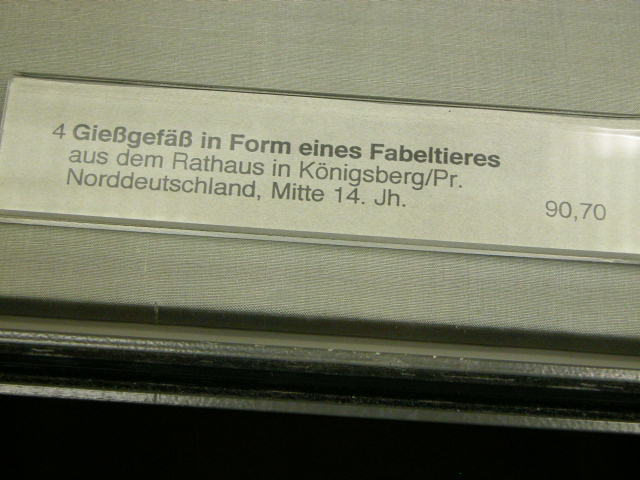 4 Gießgefäß in Form eines Fabeltieres
aus dem Rathaus in Königsberg/Pr.
Norddeutschland, Mitte 14. Jh.
90,70